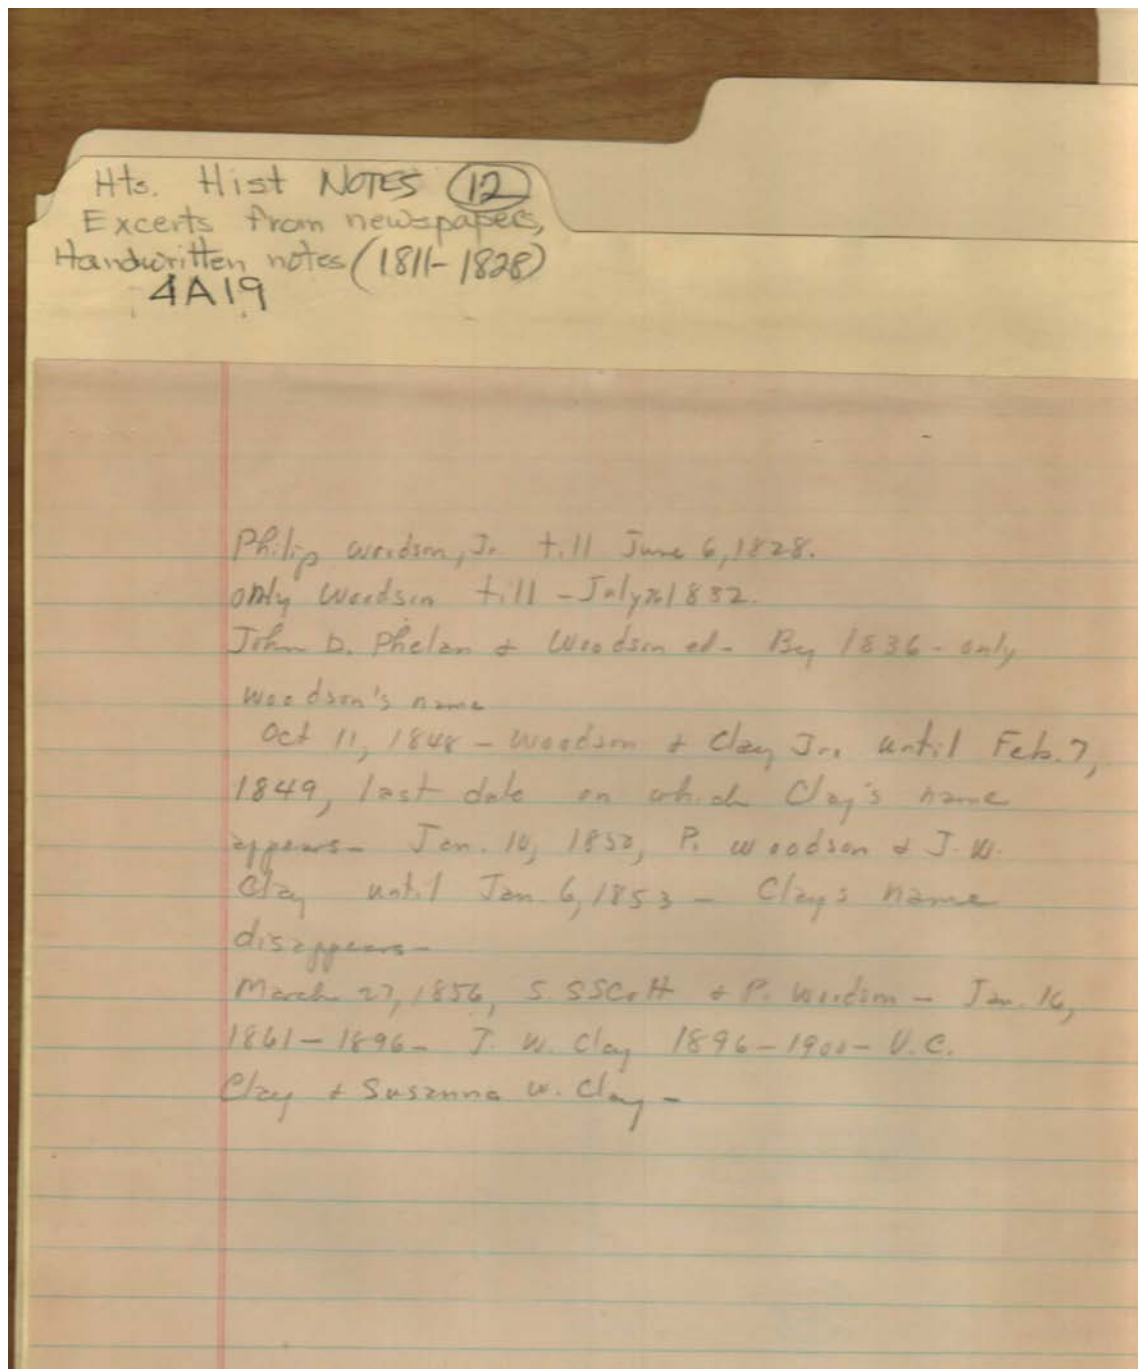 Hts. Hist NOTES 12
Excerts from newspapers,
Handwritten notes (1811-1828)
4A19
Philip Woodson, Jr. till June 6, 1828.
only Woodson till - July 1832.
John D. Phelan & Woodson ed - Beg 1836 - only
Woodson's name
Oct 11, 1848 - Woodson & Clay Jr. until Feb. 7,
1849, last date on which Clay's name
appears - Jan. 10, 1850, P. Woodson & J. W.
Clay until Jan. 6, 1853 - Clay's name
disappears -
March 27, 1856, S. S Scott & P. Woodson - Jan. 16,
1861 - 1896 - J. W. Clay 1896 - 1900 - V. C.
Clay & Susanna W. Clay -